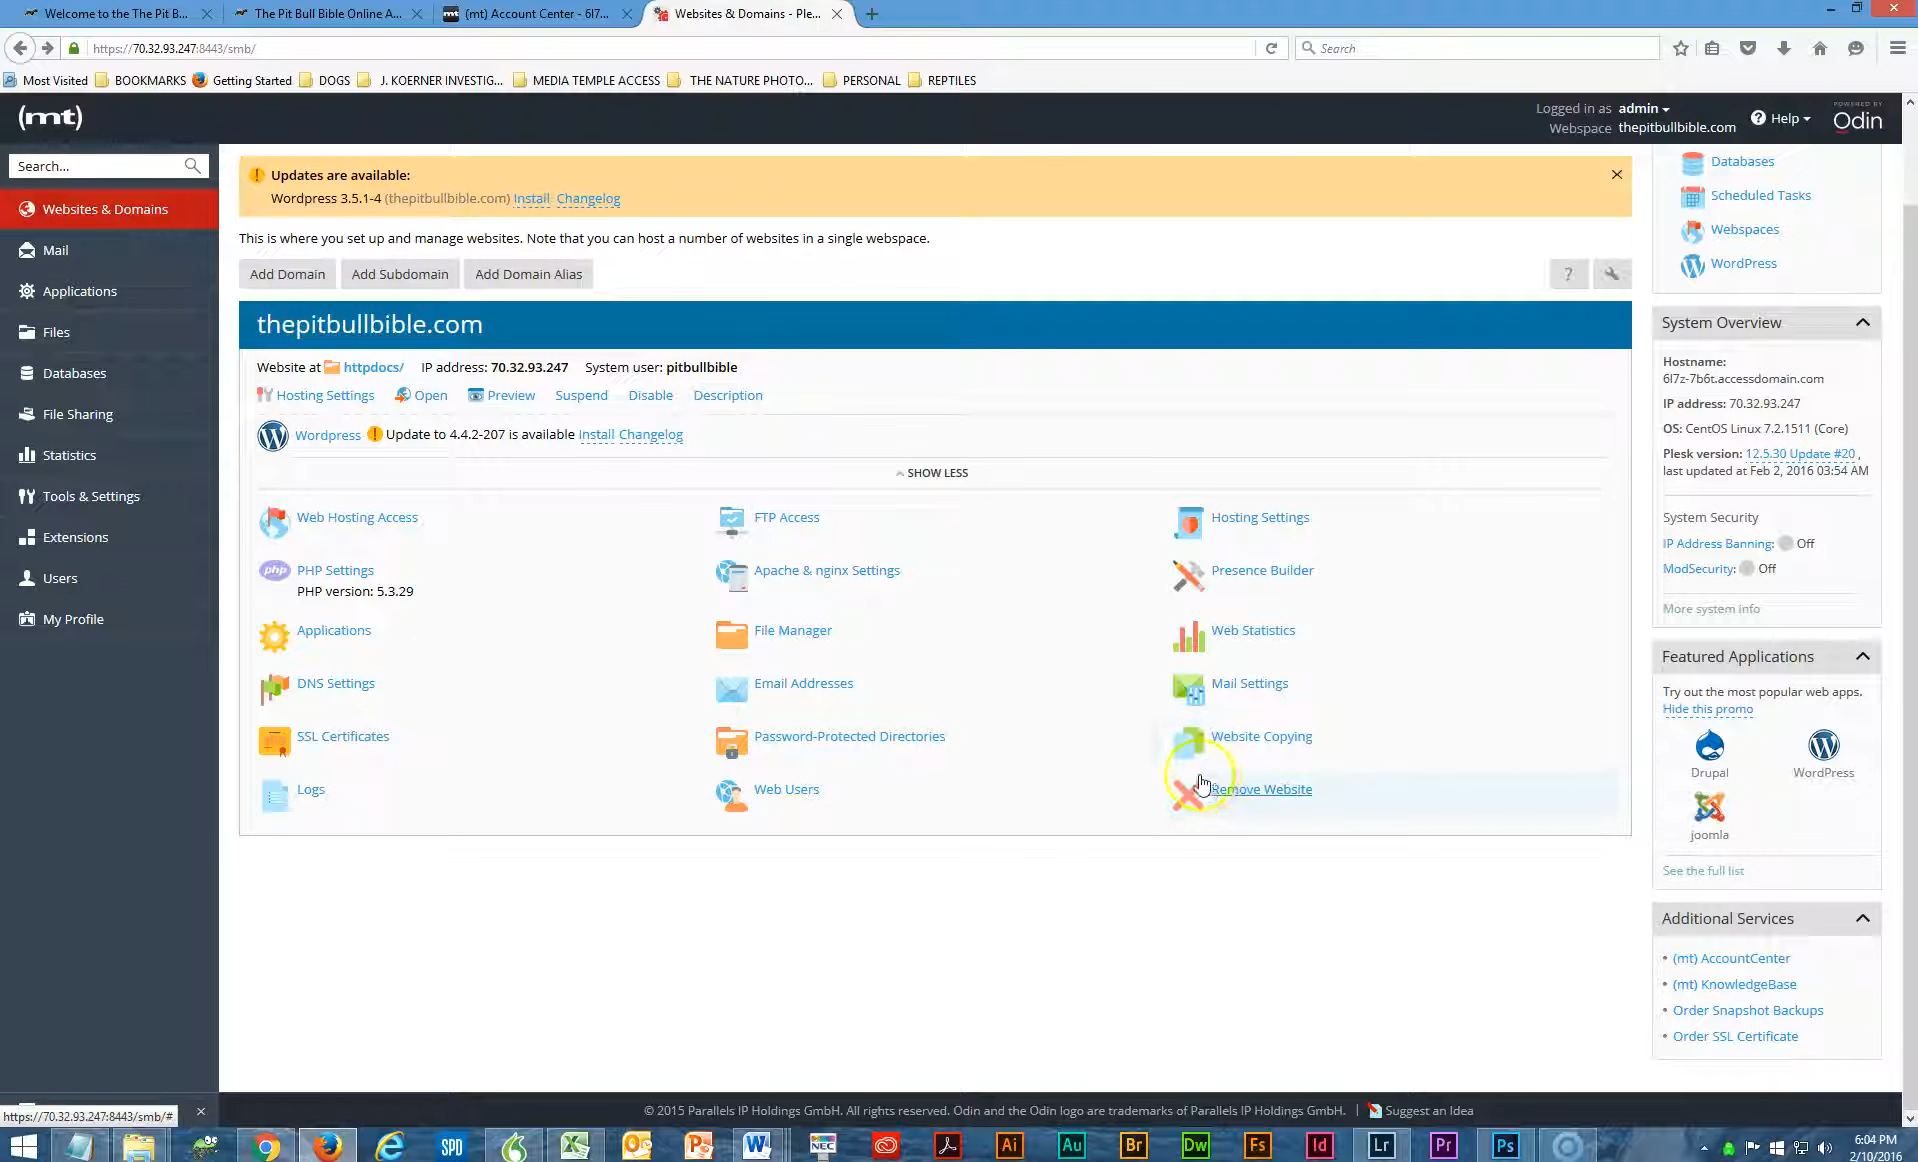 Welcome to the The Pit B...
The Pit Bull Bible Online A...
(mt) Account Center - 6l7...
Websites & Domains - Ple...
https://70.32.93.247:8443/smb/
Search
Most Visited
BOOKMARKS
Getting Started
DOGS
J. KOERNER INVESTIG...
MEDIA TEMPLE ACCESS
THE NATURE PHOTO...
PERSONAL
REPTILES
(mt)
Logged in as admin
Webspace thepitbullbible.com
Help
POWERED BY
Odin
Search...
Websites & Domains
Mail
Applications
Files
Databases
File Sharing
Statistics
Tools & Settings
Extensions
Users
My Profile
Updates are available:
Wordpress 3.5.1-4 (thepitbullbible.com) Install Changelog
This is where you set up and manage websites. Note that you can host a number of websites in a single webspace.
Add Domain
Add Subdomain
Add Domain Alias
?
thepitbullbible.com
Website at httpdocs/ IP address: 70.32.93.247 System user: pitbullbible
Hosting Settings Open Preview Suspend Disable Description
Wordpress Update to 4.4.2-207 is available Install Changelog
SHOW LESS
Web Hosting Access
FTP Access
Hosting Settings
php
PHP Settings
PHP version: 5.3.29
Apache & nginx Settings
Presence Builder
Applications
File Manager
Web Statistics
DNS Settings
Email Addresses
Mail Settings
SSL Certificates
Password-Protected Directories
Website Copying
Logs
Web Users
Remove Website
Databases
Scheduled Tasks
Webspaces
WordPress
System Overview
Hostname:
6l7z-7b6t.accessdomain.com
IP address: 70.32.93.247
OS: CentOS Linux 7.2.1511 (Core)
Plesk version: 12.5.30 Update #20 ,
last updated at Feb 2, 2016 03:54 AM
System Security
IP Address Banning: Off
ModSecurity: Off
More system info
Featured Applications
Try out the most popular web apps.
Hide this promo
Drupal
WordPress
joomla
See the full list
Additional Services
(mt) AccountCenter
(mt) KnowledgeBase
Order Snapshot Backups
Order SSL Certificate
https://70.32.93.247:8443/smb/#
© 2015 Parallels IP Holdings GmbH. All rights reserved. Odin and the Odin logo are trademarks of Parallels IP Holdings GmbH. | Suggest an Idea
SPD
NEC
Ai
Au
Br
Dw
Fs
Id
Lr
Pr
Ps
6:04 PM
2/10/2016